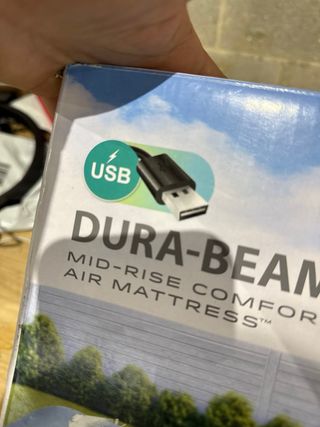 USB
DURA-BEAM
MID-RISE COMFOR
AIR MATTRESS™